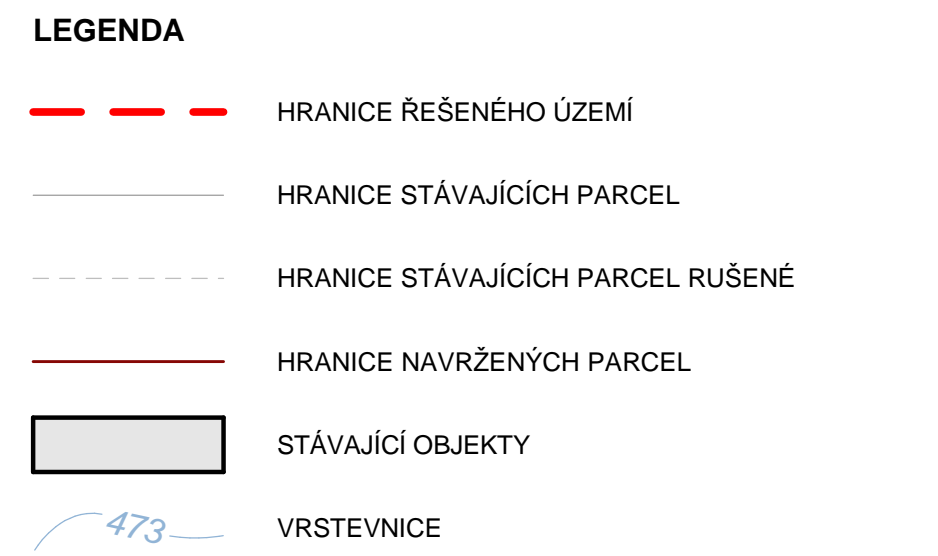 LEGENDA
HRANICE ŘEŠENÉHO ÚZEMÍ
HRANICE STÁVAJÍCÍCH PARCEL
HRANICE STÁVAJÍCÍCH PARCEL RUŠENÉ
HRANICE NAVRŽENÝCH PARCEL
STÁVAJÍCÍ OBJEKTY
473 VRSTEVNICE